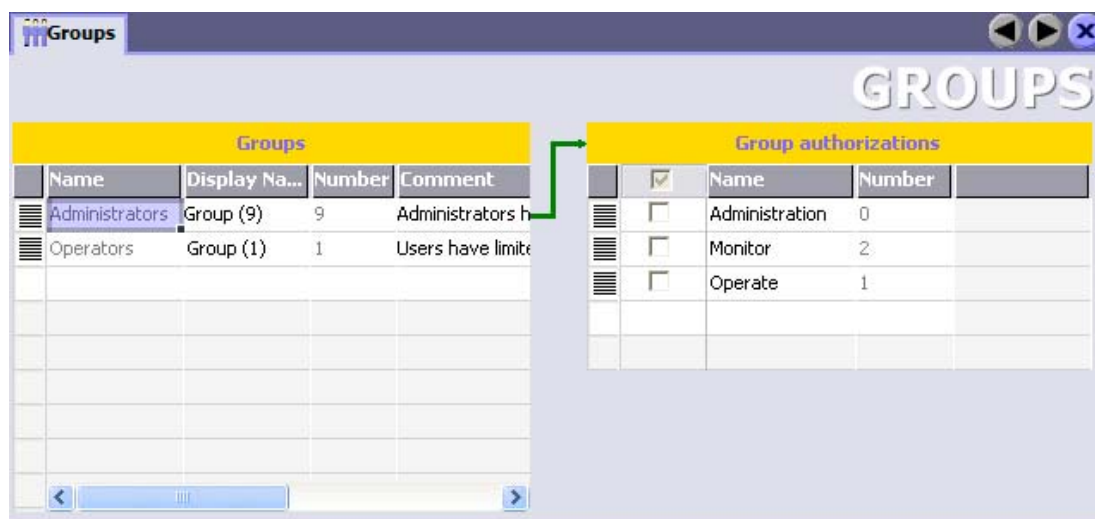 Groups
GROUPS
Groups
Name Display Na... Number Comment
Administrators Group (9) 9 Administrators h
Operators Group (1) 1 Users have limite
Group authorizations
Name Number
Administration 0
Monitor 2
Operate 1